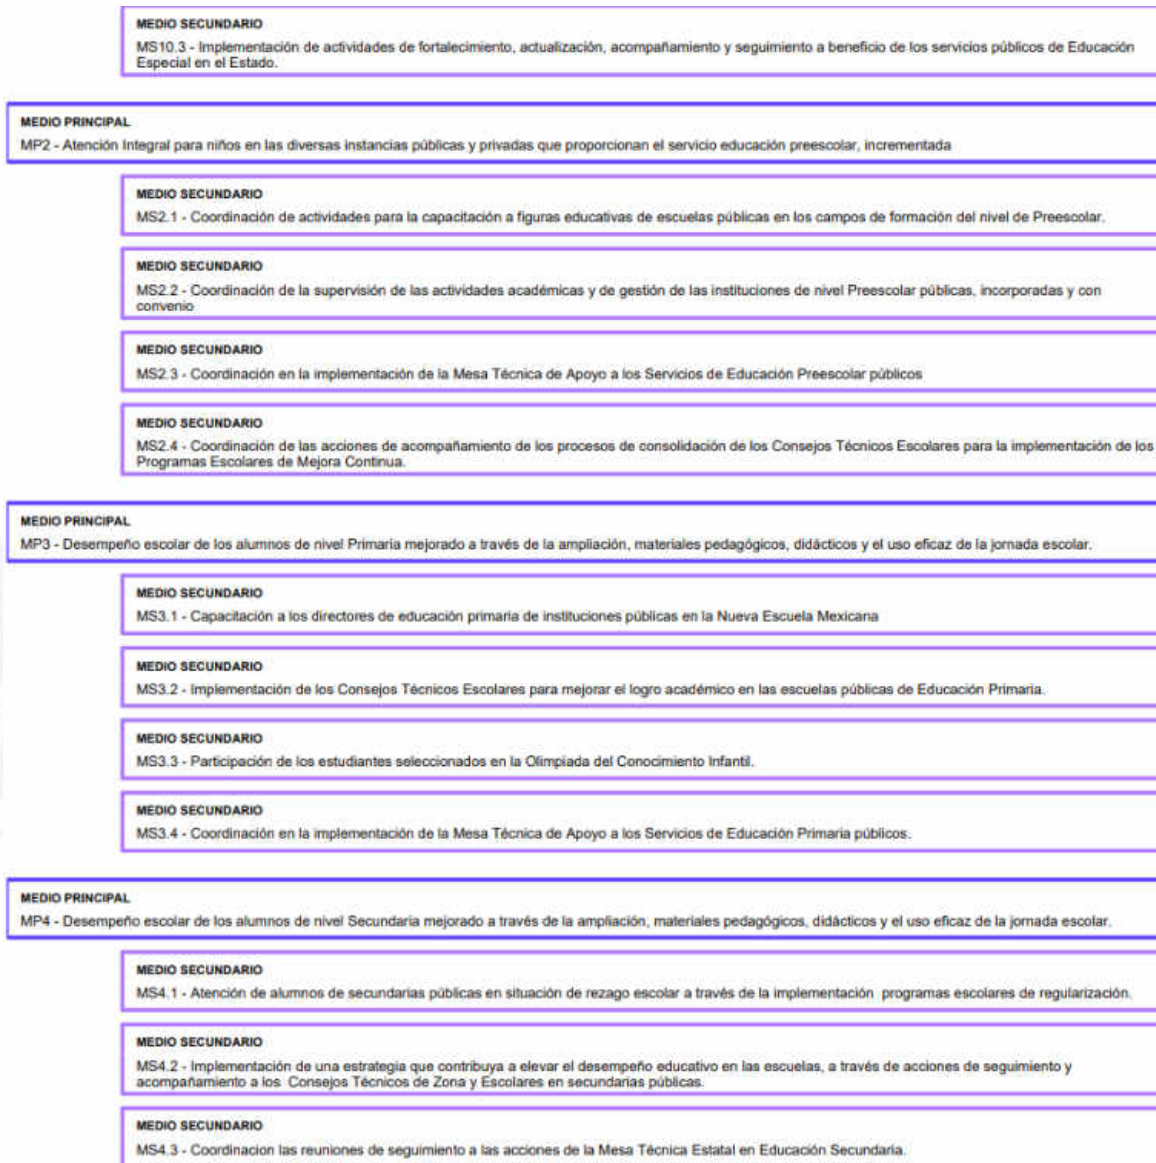 MEDIO SECUNDARIO
MS10.3 - Implementación de actividades de fortalecimiento, actualización, acompañamiento y seguimiento a beneficio de los servicios públicos de Educación
Especial en el Estado.
MEDIO PRINCIPAL
MP2 - Atención Integral para niños en las diversas instancias públicas y privadas que proporcionan el servicio educación preescolar, incrementada
MEDIO SECUNDARIO
MS2.1 - Coordinación de actividades para la capacitación a figuras educativas de escuelas públicas en los campos de formación del nivel de Preescolar.
MEDIO SECUNDARIO
MS2.2 - Coordinación de la supervisión de las actividades académicas y de gestión de las instituciones de nivel Preescolar públicas, incorporadas y con
convenio
MEDIO SECUNDARIO
MS2.3 - Coordinación en la implementación de la Mesa Técnica de Apoyo a los Servicios de Educación Preescolar públicos
MEDIO SECUNDARIO
MS2.4 - Coordinación de las acciones de acompañamiento de los procesos de consolidación de los Consejos Técnicos Escolares para la implementación de los
Programas Escolares de Mejora Continua.
MEDIO PRINCIPAL
MP3 - Desempeño escolar de los alumnos de nivel Primaria mejorado a través de la ampliación, materiales pedagógicos, didácticos y el uso eficaz de la jornada escolar.
MEDIO SECUNDARIO
MS3.1 - Capacitación a los directores de educación primaria de instituciones públicas en la Nueva Escuela Mexicana
MEDIO SECUNDARIO
MS3.2 - Implementación de los Consejos Técnicos Escolares para mejorar el logro académico en las escuelas públicas de Educación Primaria.
MEDIO SECUNDARIO
MS3.3 - Participación de los estudiantes seleccionados en la Olimpiada del Conocimiento Infantil.
MEDIO SECUNDARIO
MS3.4 - Coordinación en la implementación de la Mesa Técnica de Apoyo a los Servicios de Educación Primaria públicos.
MEDIO PRINCIPAL
MP4 - Desempeño escolar de los alumnos de nivel Secundaria mejorado a través de la ampliación, materiales pedagógicos, didácticos y el uso eficaz de la jornada escolar.
MEDIO SECUNDARIO
MS4.1 - Atención de alumnos de secundarias públicas en situación de rezago escolar a través de la implementación programas escolares de regularización.
MEDIO SECUNDARIO
MS4.2 - Implementación de una estrategia que contribuya a elevar el desempeño educativo en las escuelas, a través de acciones de seguimiento y
acompañamiento a los Consejos Técnicos de Zona y Escolares en secundarias públicas.
MEDIO SECUNDARIO
MS4.3 - Coordinacion las reuniones de seguimiento a las acciones de la Mesa Técnica Estatal en Educación Secundaria.